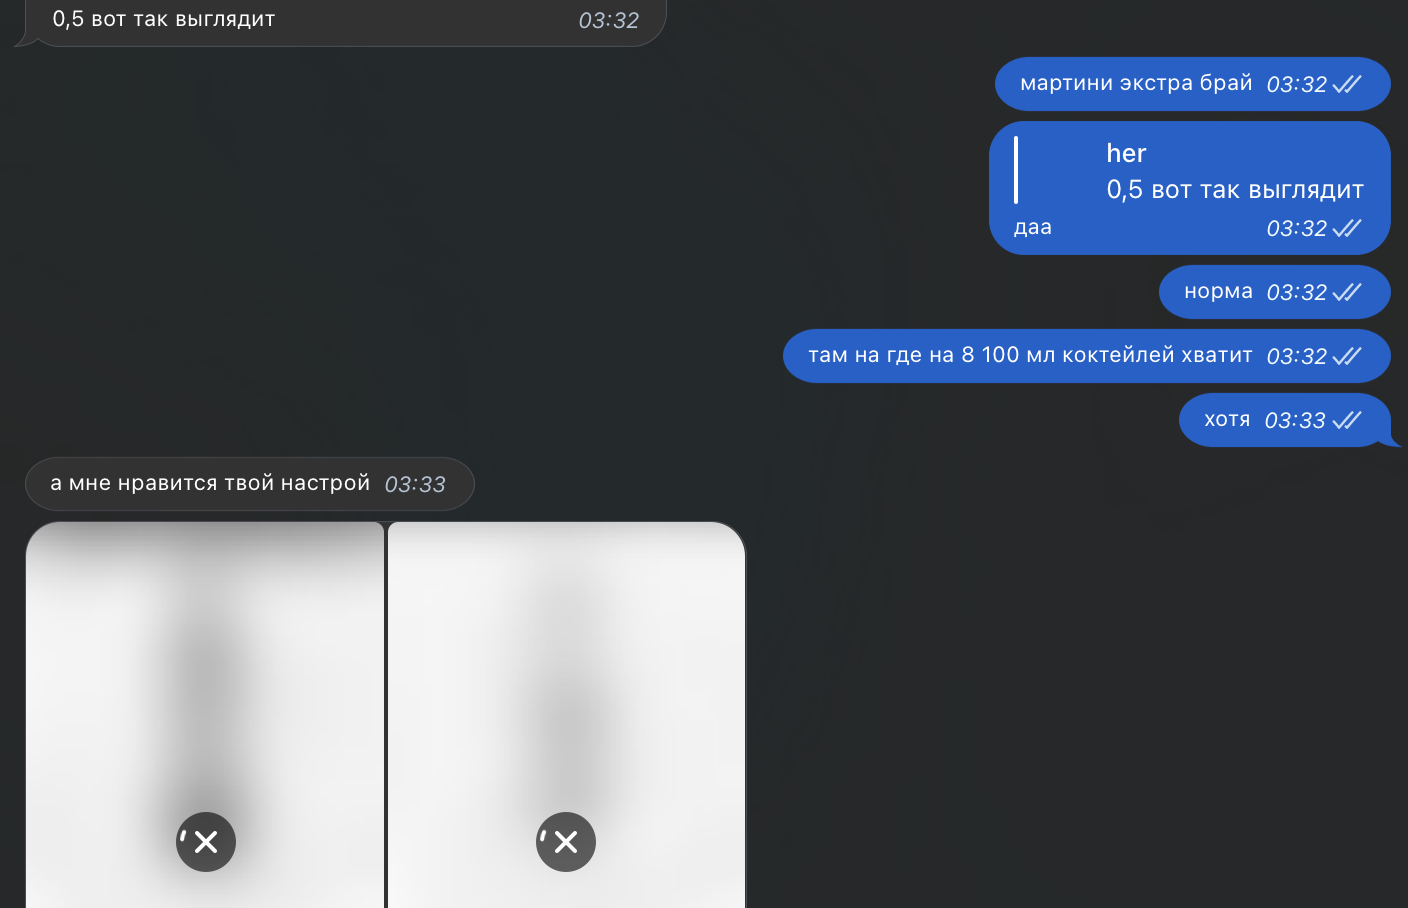 0,5 вот так выглядит 03:32
мартини экстра брай 03:32
her
0,5 вот так выглядит
даа 03:32
норма 03:32
там на где на 8 100 мл коктейлей хватит 03:32
хотя 03:33
а мне нравится твой настрой 03:33